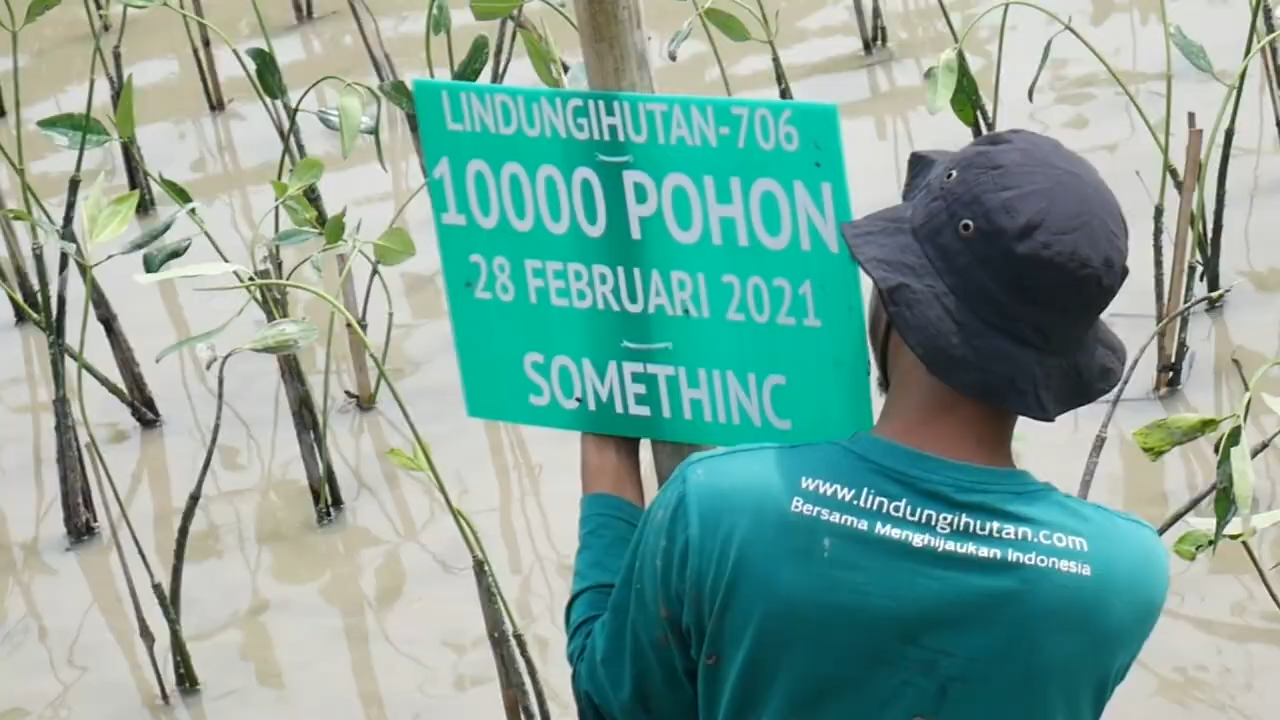 LINDUNGIHUTAN-706
10000 POHON
28 FEBRUARI 2021
SOMETHINC
www.lindungihutan.com
Bersama Menghijaukan Indonesia